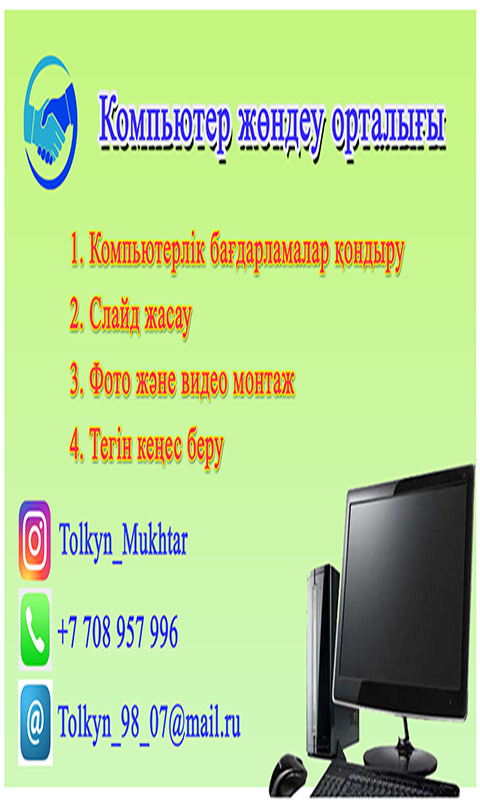 Компьютер жөндеу орталығы
1. Компьютерлік бағдарламалар қондыру
2. Слайд жасау
3. Фото және видео монтаж
4. Тегін кеңес беру
Tolkyn_Mukhtar
+7 708 957 996
Tolkyn_98_07@mail.ru